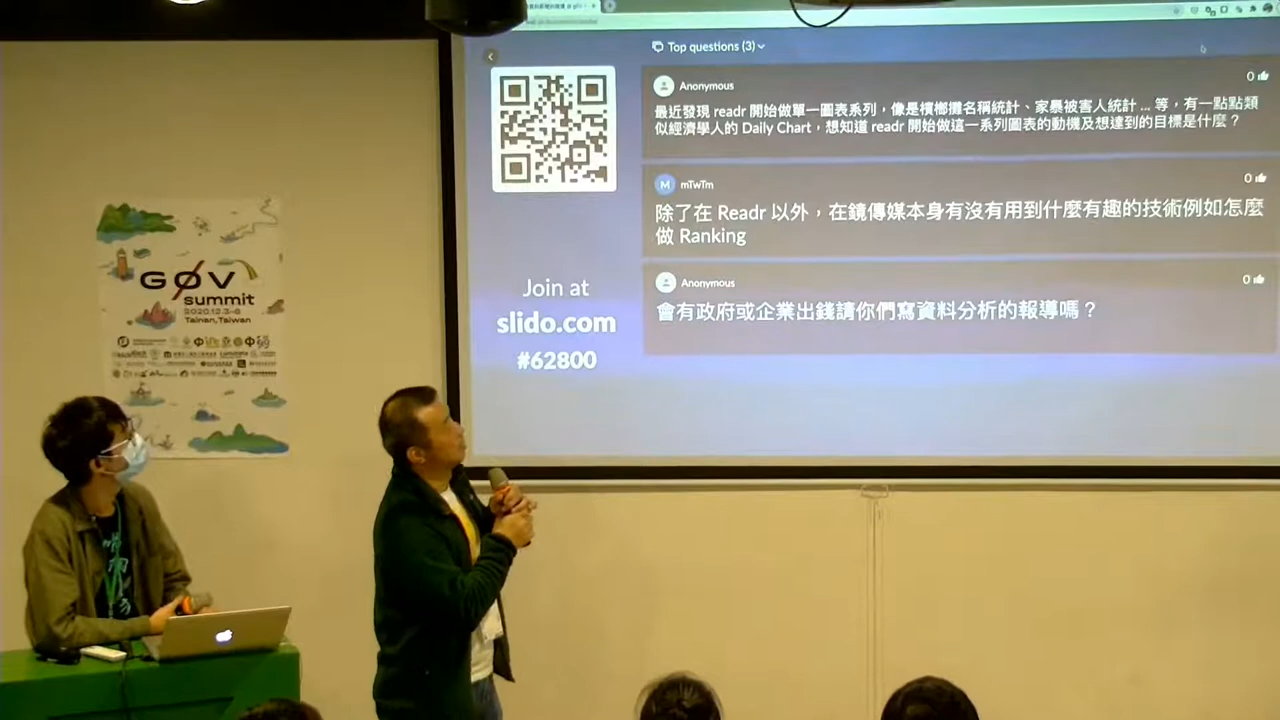 Top questions (3)
Anonymous
0
最近發現 readr 開始做單一圖表系列，像是檳榔攤名稱統計、家暴被害人統計 ... 等，有一點點類
似經濟學人的 Daily Chart，想知道 readr 開始做這一系列圖表的動機及想達到的目標是什麼？
M
mTwTm
0
除了在 Readr 以外，在鏡傳媒本身有沒有用到什麼有趣的技術例如怎麼
做 Ranking
Anonymous
0
會有政府或企業出錢請你們寫資料分析的報導嗎？
Join at
slido.com
#62800
GØV
summit
2020.12.3-6
Tainan, Taiwan